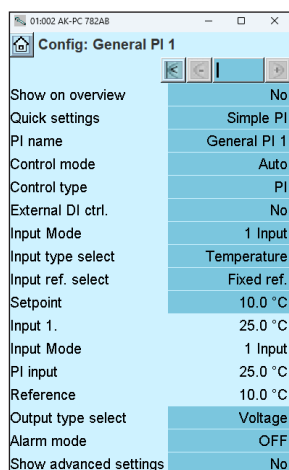 01:002 AK-PC 782AB
Config: General PI 1
Show on overview No
Quick settings Simple PI
PI name General PI 1
Control mode Auto
Control type PI
External DI ctrl. No
Input Mode 1 Input
Input type select Temperature
Input ref. select Fixed ref.
Setpoint 10.0 °C
Input 1. 25.0 °C
Input Mode 1 Input
PI input 25.0 °C
Reference 10.0 °C
Output type select Voltage
Alarm mode OFF
Show advanced settings No